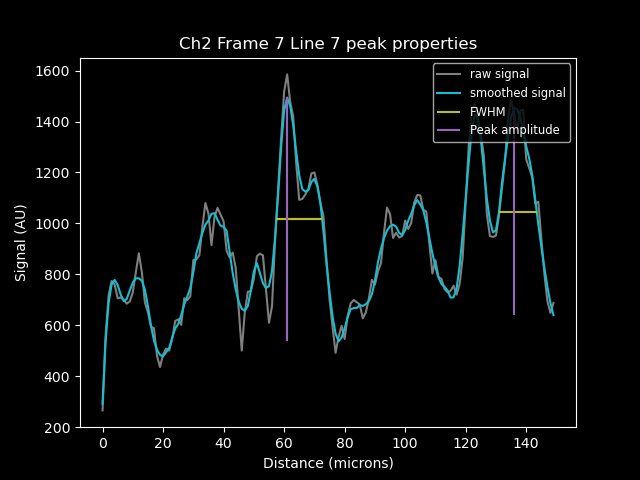 Ch2 Frame 7 Line 7 peak properties
raw signal
smoothed signal
FWHM
Peak amplitude
Signal (AU)
1600
1400
1200
1000
800
600
400
200
0 20 40 60 80 100 120 140
Distance (microns)